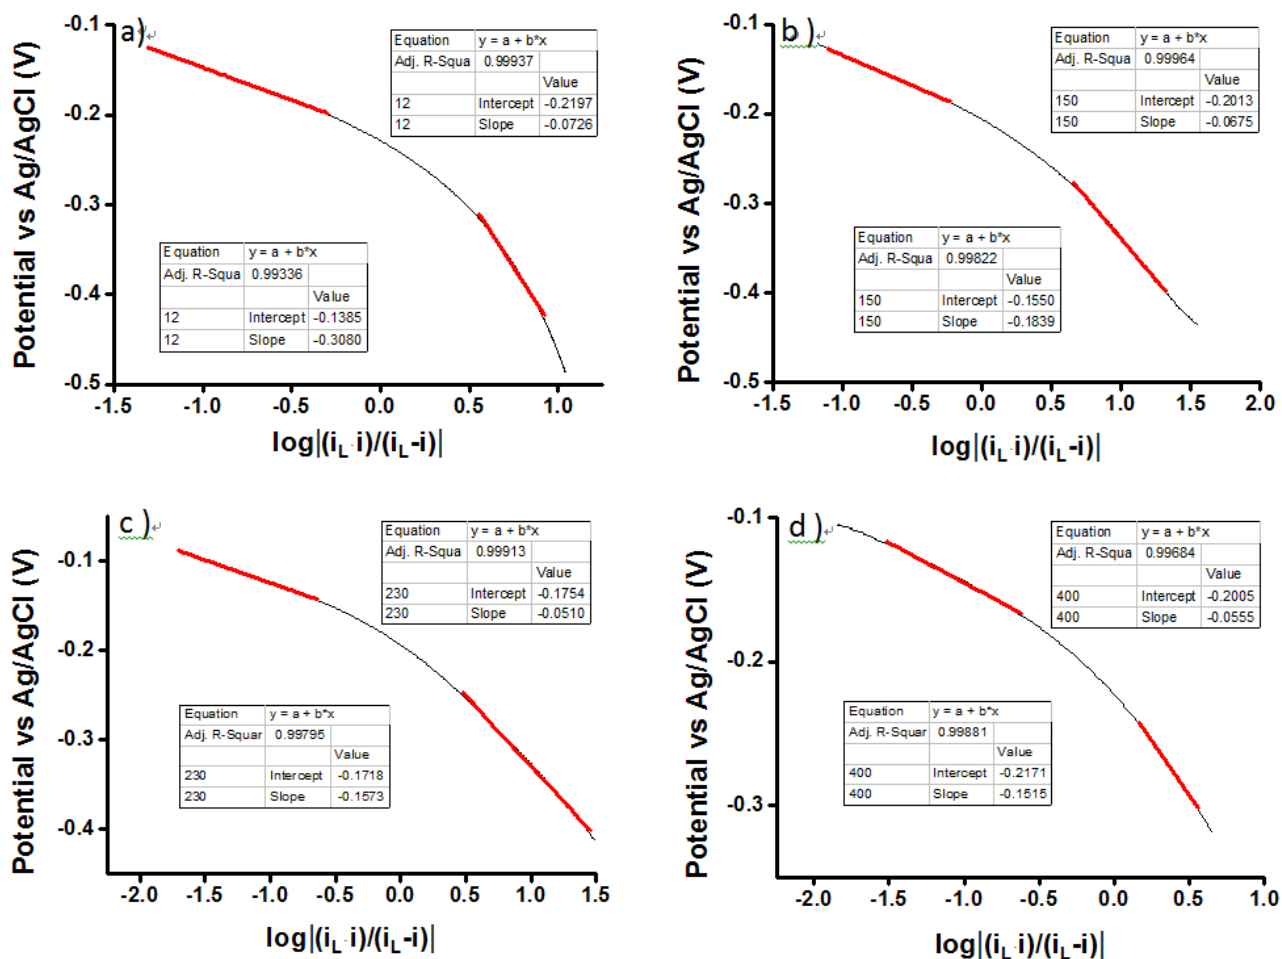 a)
Potential vs Ag/AgCl (V)
-0.1
-0.2
-0.3
-0.4
-0.5
Equation y = a + b*x
Adj. R-Squa 0.99937
Value
12 Intercept -0.2197
12 Slope -0.0726
Equation y = a + b*x
Adj. R-Squa 0.99336
Value
12 Intercept -0.1385
12 Slope -0.3080
-1.5 -1.0 -0.5 0.0 0.5 1.0
log|(iL·i)/(iL-i)|
b )
Potential vs Ag/AgCl (V)
-0.1
-0.2
-0.3
-0.4
-0.5
Equation y = a + b*x
Adj. R-Squa 0.99964
Value
150 Intercept -0.2013
150 Slope -0.0675
Equation y = a + b*x
Adj. R-Squa 0.99822
Value
150 Intercept -0.1550
150 Slope -0.1839
-1.5 -1.0 -0.5 0.0 0.5 1.0 1.5 2.0
log|(iL·i)/(iL-i)|
c )
Potential vs Ag/AgCl (V)
-0.1
-0.2
-0.3
-0.4
Equation y = a + b*x
Adj. R-Squa 0.99913
Value
230 Intercept -0.1754
230 Slope -0.0510
Equation y = a + b*x
Adj. R-Squar 0.99795
Value
230 Intercept -0.1718
230 Slope -0.1573
-2.0 -1.5 -1.0 -0.5 0.0 0.5 1.0 1.5
log|(iL·i)/(iL-i)|
d )
Potential vs Ag/AgCl (V)
-0.1
-0.2
-0.3
Equation y = a + b*x
Adj. R-Squa 0.99684
Value
400 Intercept -0.2005
400 Slope -0.0555
Equation y = a + b*x
Adj. R-Squar 0.99881
Value
400 Intercept -0.2171
400 Slope -0.1515
-2.0 -1.5 -1.0 -0.5 0.0 0.5 1.0
log|(iL·i)/(iL-i)|